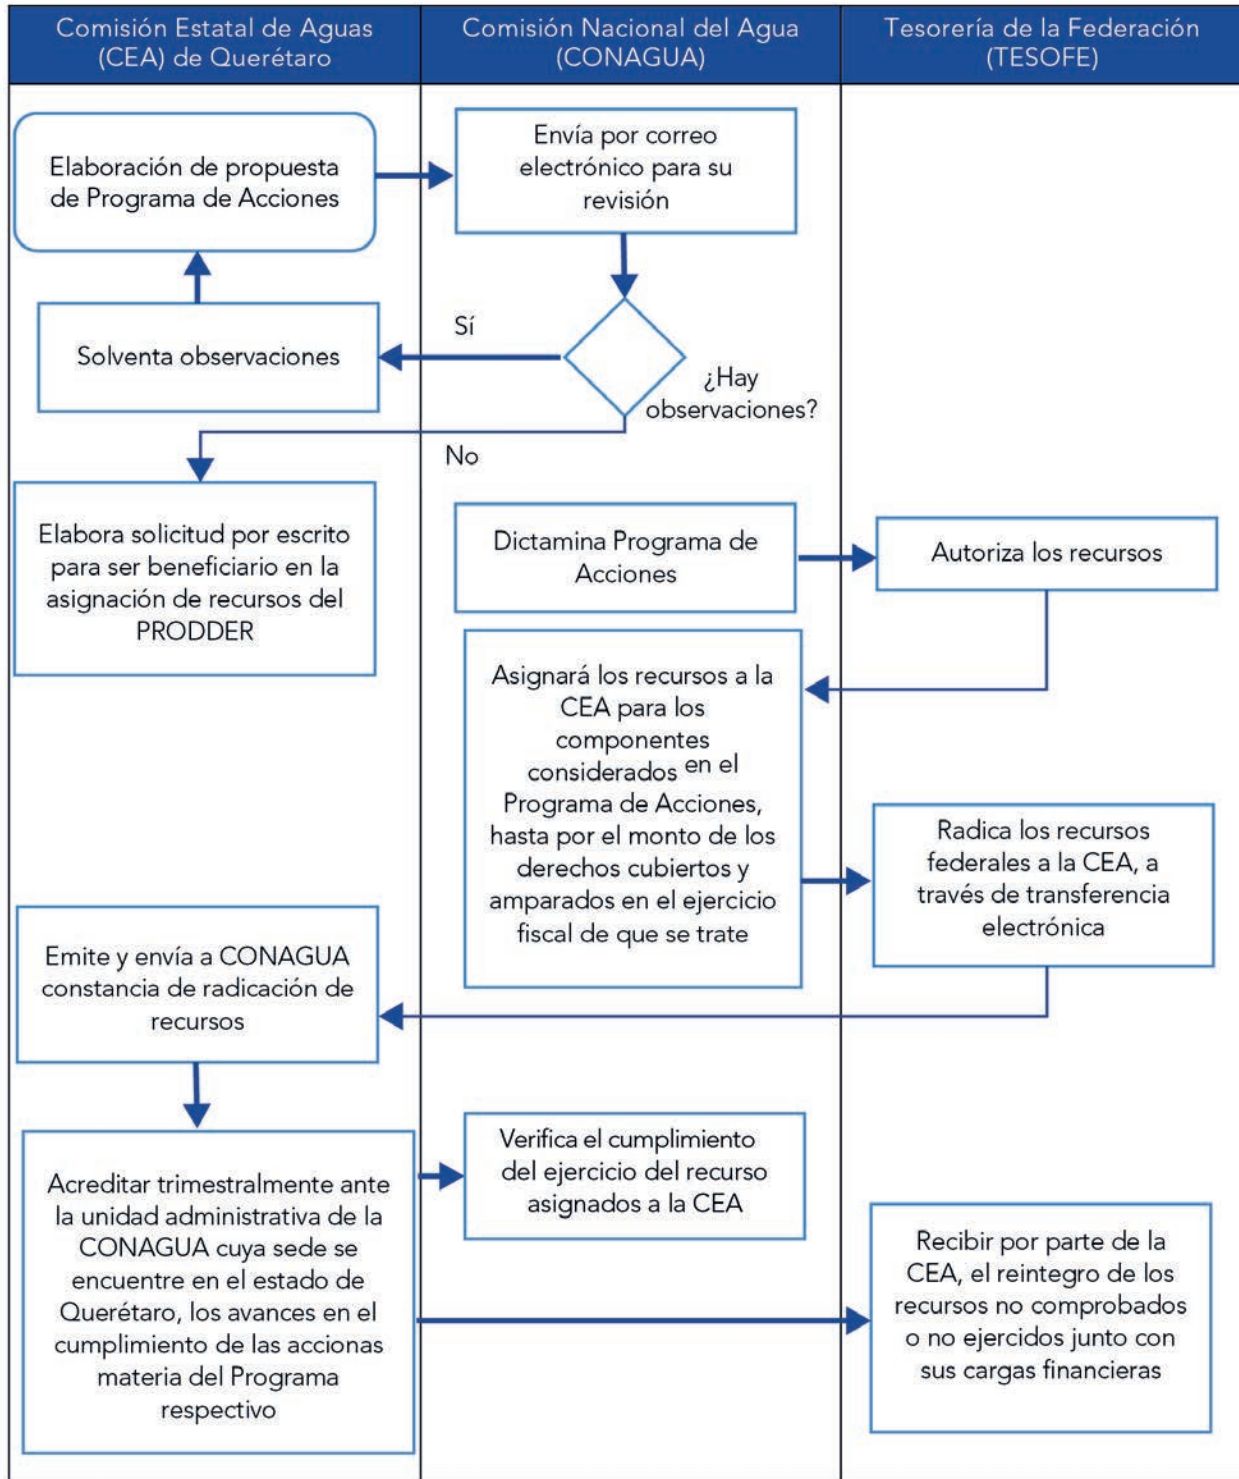 Comisión Estatal de Aguas
(CEA) de Querétaro
Comisión Nacional del Agua
(CONAGUA)
Tesorería de la Federación
(TESOFE)
Elaboración de propuesta
de Programa de Acciones
Envía por correo
electrónico para su
revisión
Solventa observaciones
Sí
¿Hay
observaciones?
No
Elabora solicitud por escrito
para ser beneficiario en la
asignación de recursos del
PRODDER
Dictamina Programa de
Acciones
Autoriza los recursos
Asignará los recursos a la
CEA para los
componentes
considerados en el
Programa de Acciones,
hasta por el monto de los
derechos cubiertos y
amparados en el ejercicio
fiscal de que se trate
Radica los recursos
federales a la CEA, a
través de transferencia
electrónica
Emite y envía a CONAGUA
constancia de radicación de
recursos
Acreditar trimestralmente ante
la unidad administrativa de la
CONAGUA cuya sede se
encuentre en el estado de
Querétaro, los avances en el
cumplimiento de las accionas
materia del Programa
respectivo
Verifica el cumplimiento
del ejercicio del recurso
asignados a la CEA
Recibir por parte de la
CEA, el reintegro de los
recursos no comprobados
o no ejercidos junto con
sus cargas financieras